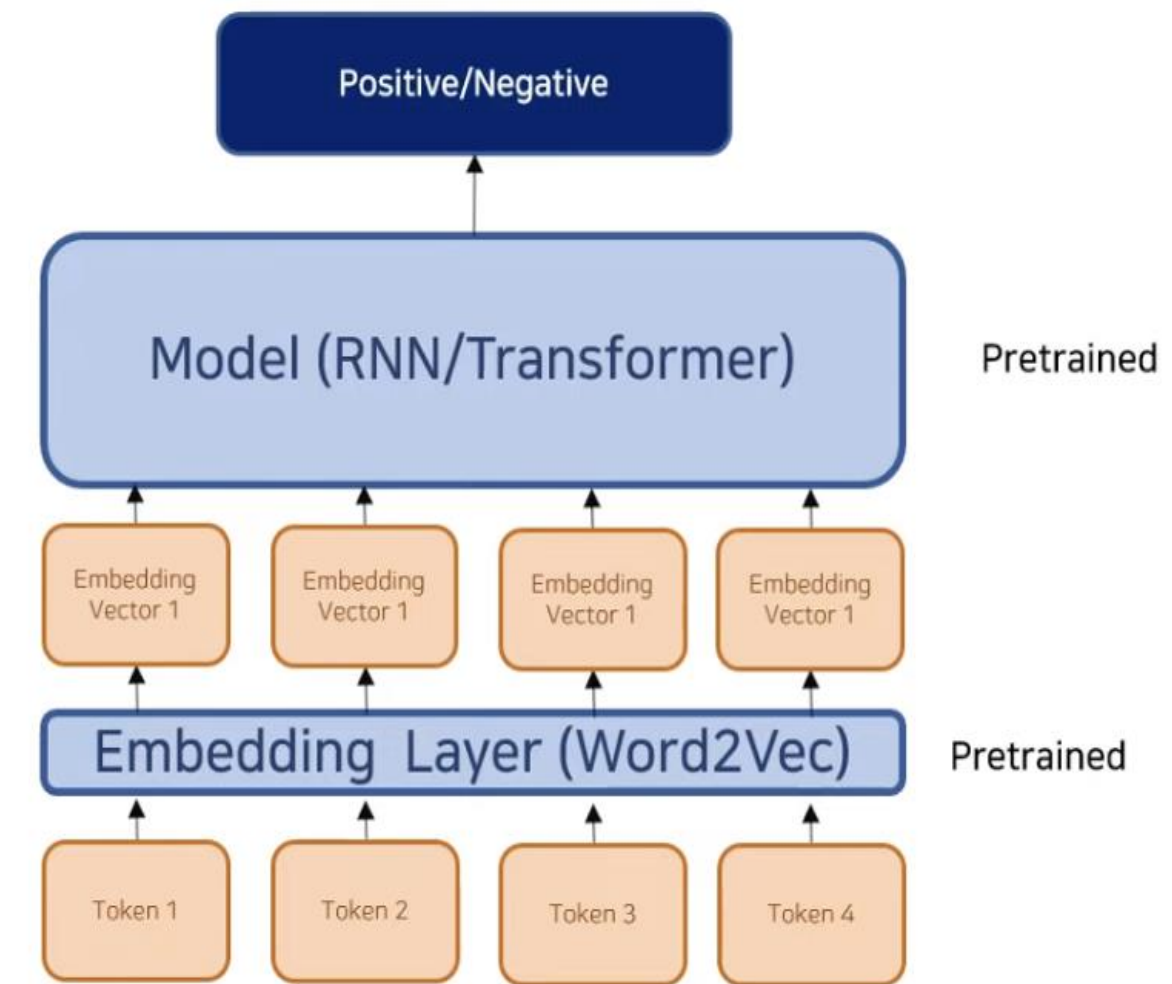 Positive/Negative
Model (RNN/Transformer)
Pretrained
Embedding
Vector 1
Embedding
Vector 1
Embedding
Vector 1
Embedding
Vector 1
Embedding Layer (Word2Vec)
Pretrained
Token 1
Token 2
Token 3
Token 4